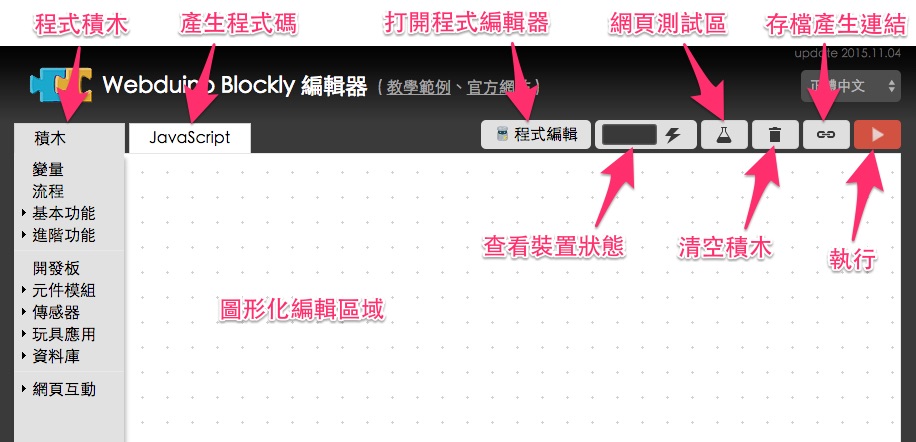 程式積木
產生程式碼
打開程式編輯器
網頁測試區
存檔產生連結
update 2015.11.04
Webduino Blockly 編輯器 (教學範例、官方網站)
正體中文
積木
JavaScript
程式編輯
變量
流程
基本功能
進階功能
開發板
元件模組
傳感器
玩具應用
資料庫
網頁互動
查看裝置狀態
清空積木
執行
圖形化編輯區域